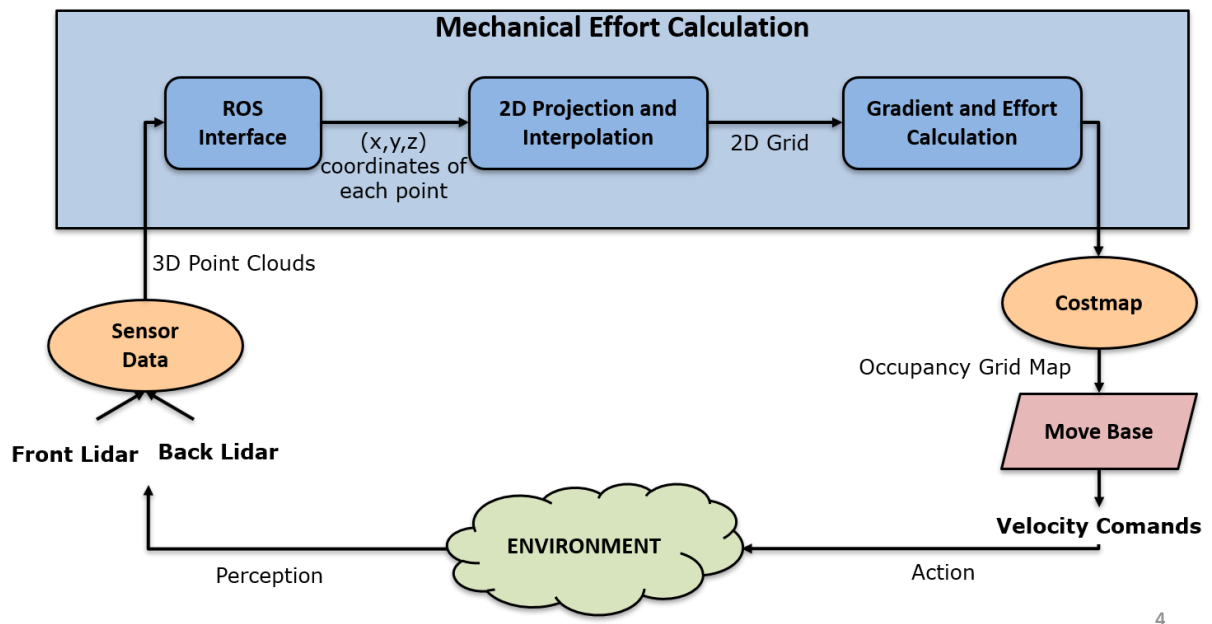 Mechanical Effort Calculation
ROS
Interface
(x,y,z)
coordinates of
each point
2D Projection and
Interpolation
2D Grid
Gradient and Effort
Calculation
3D Point Clouds
Sensor
Data
Front Lidar
Back Lidar
Costmap
Occupancy Grid Map
Move Base
Velocity Comands
Action
ENVIRONMENT
Perception
4